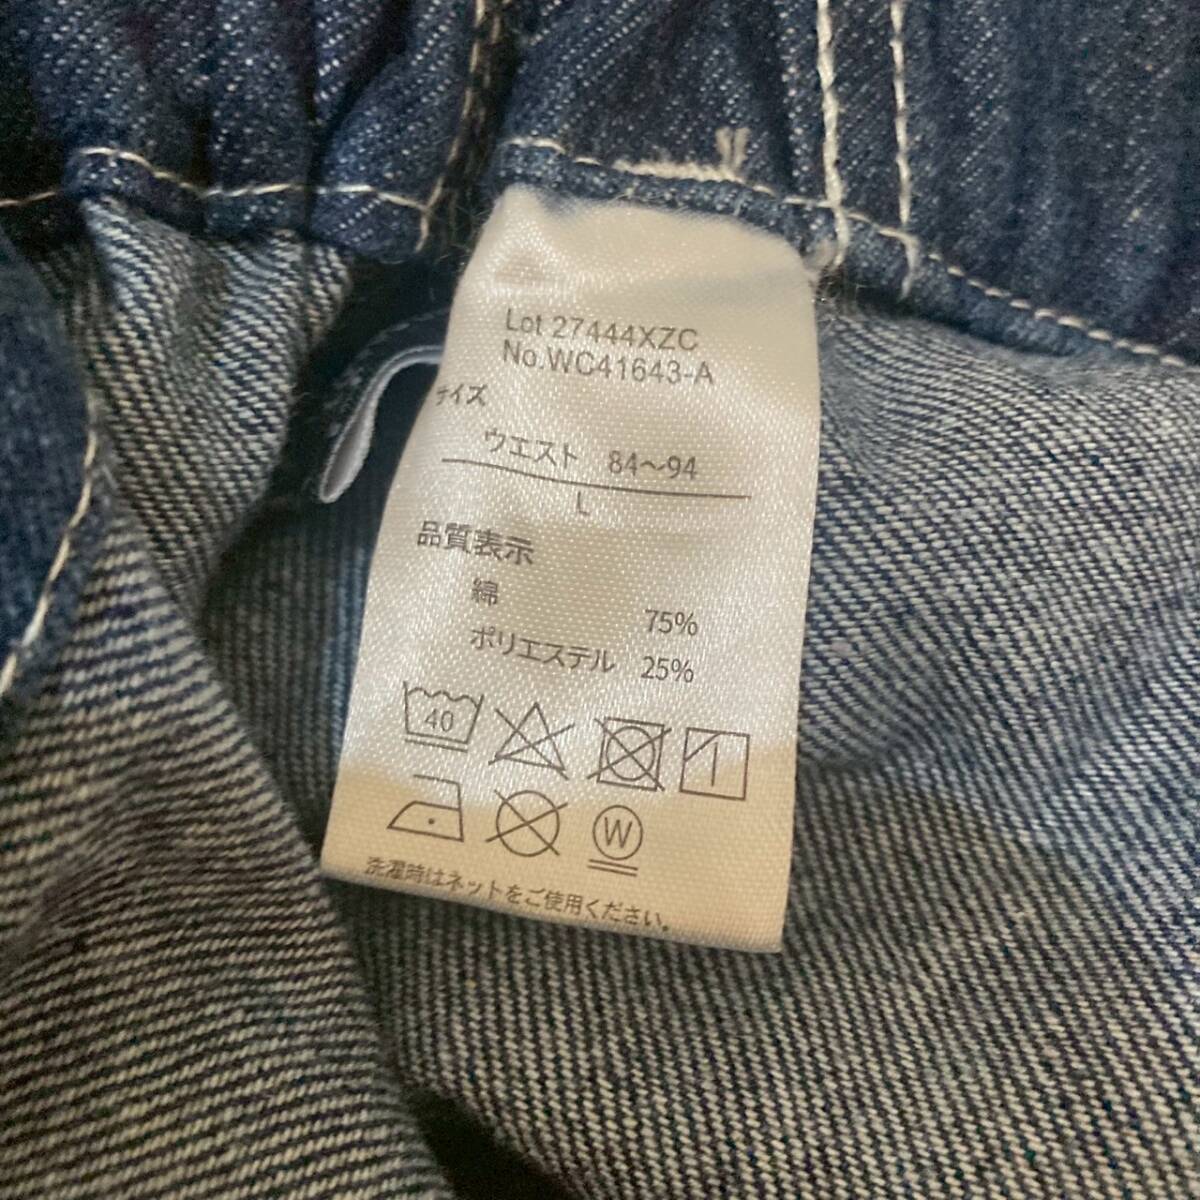 Lot 27444XZC
No.WC41643-A
サイズ
ウエスト 84～94
L
品質表示
綿 75%
ポリエステル 25%
40
W
洗濯時はネットをご使用ください。